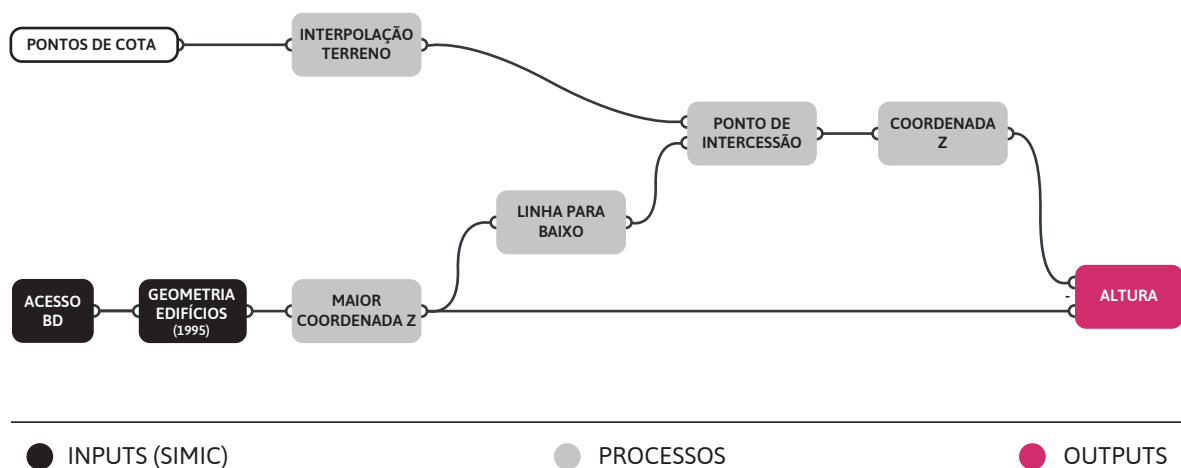 PONTOS DE COTA
INTERPOLAÇÃO
TERRENO
PONTO DE
INTERCESSÃO
COORDENADA
Z
LINHA PARA
BAIXO
ACESSO
BD
GEOMETRIA
EDIFÍCIOS
(1995)
MAIOR
COORDENADA Z
-
ALTURA
INPUTS (SIMIC)
PROCESSOS
OUTPUTS